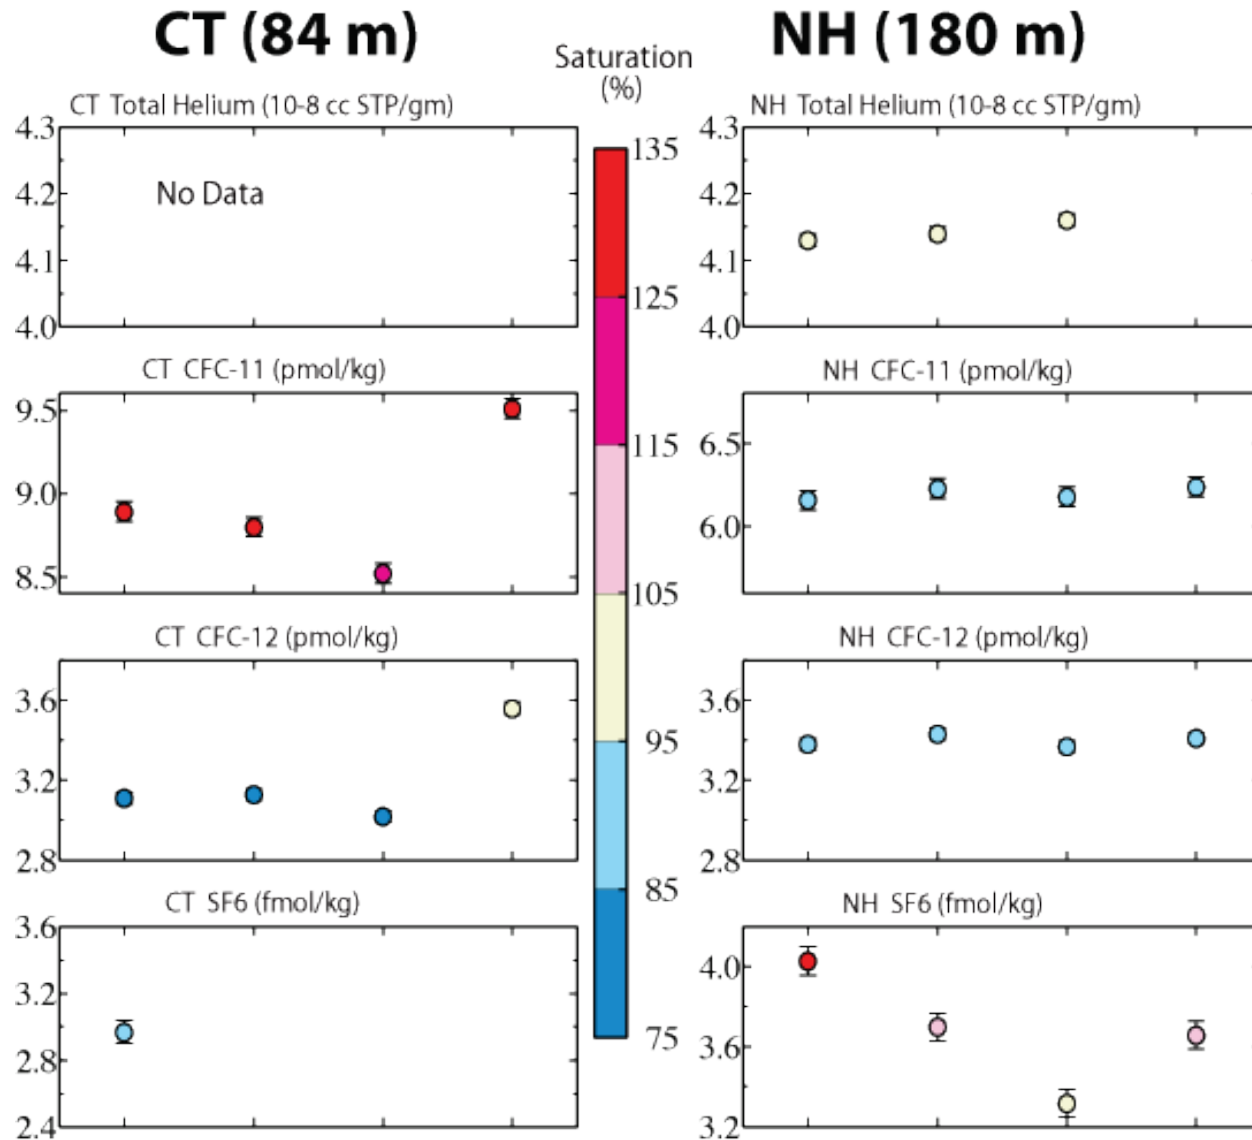 CT (84 m)
NH (180 m)
Saturation
(%)
CT Total Helium (10-8 cc STP/gm)
4.3
4.2
4.1
4.0
No Data
CT CFC-11 (pmol/kg)
9.5
9.0
8.5
CT CFC-12 (pmol/kg)
3.6
3.2
2.8
CT SF6 (fmol/kg)
3.6
3.2
2.8
2.4
135
125
115
105
95
85
75
NH Total Helium (10-8 cc STP/gm)
4.3
4.2
4.1
4.0
NH CFC-11 (pmol/kg)
6.5
6.0
NH CFC-12 (pmol/kg)
3.6
3.2
2.8
NH SF6 (fmol/kg)
4.0
3.6
3.2